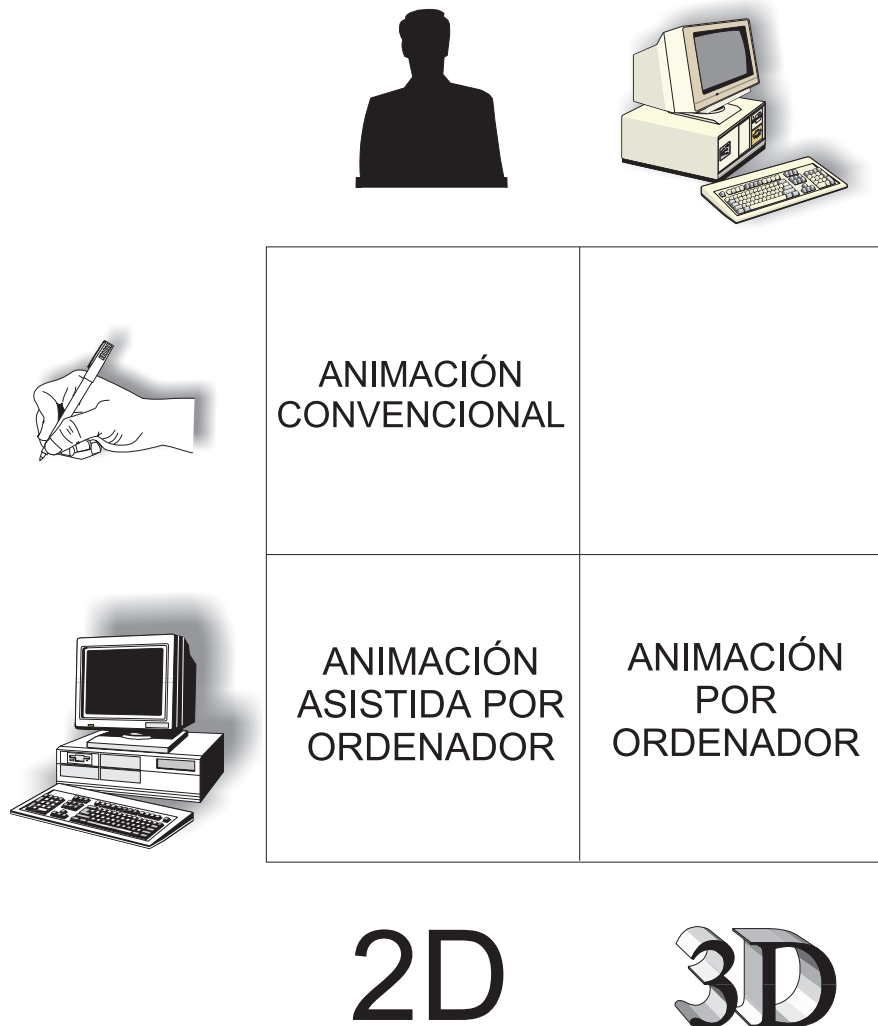 ANIMACIÓN
CONVENCIONAL
ANIMACIÓN
ASISTIDA POR
ORDENADOR
ANIMACIÓN
POR
ORDENADOR
2D
3D